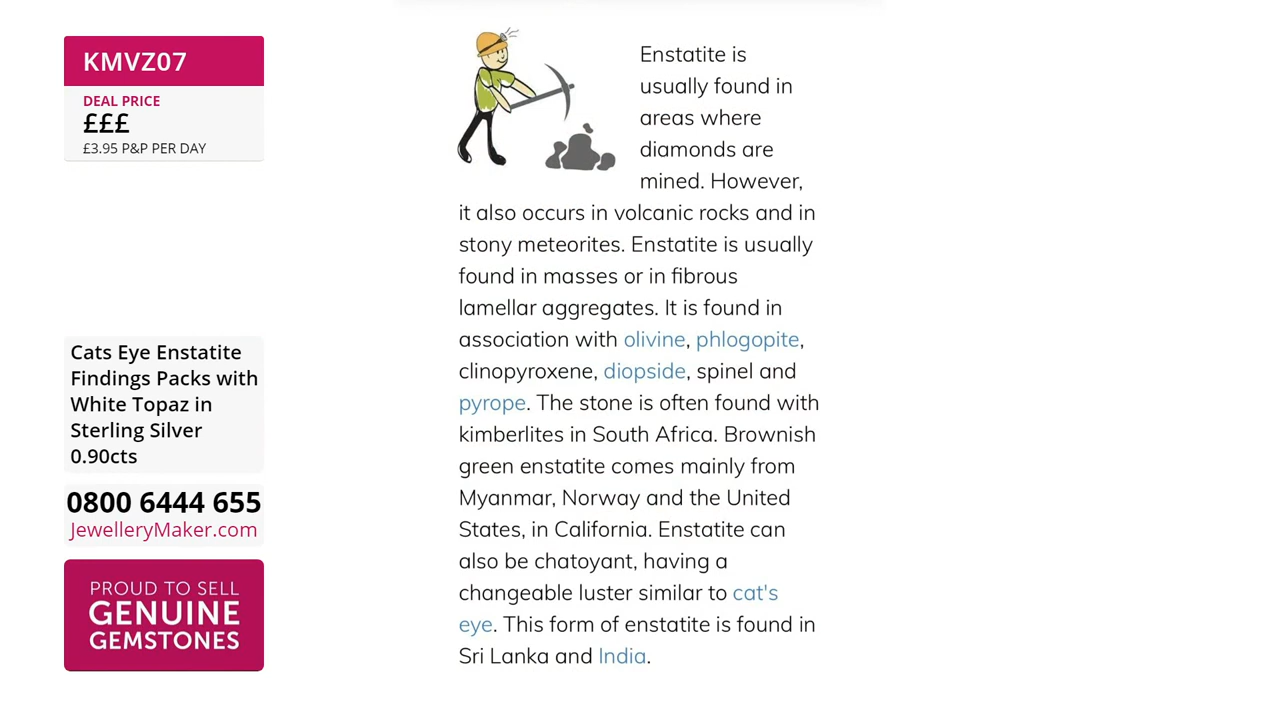 KMVZ07
DEAL PRICE
£££
£3.95 P&P PER DAY
Cats Eye Enstatite
Findings Packs with
White Topaz in
Sterling Silver
0.90cts
0800 6444 655
JewelleryMaker.com
PROUD TO SELL
GENUINE
GEMSTONES
Enstatite is
usually found in
areas where
diamonds are
mined. However,
it also occurs in volcanic rocks and in
stony meteorites. Enstatite is usually
found in masses or in fibrous
lamellar aggregates. It is found in
association with olivine, phlogopite,
clinopyroxene, diopside, spinel and
pyrope. The stone is often found with
kimberlites in South Africa. Brownish
green enstatite comes mainly from
Myanmar, Norway and the United
States, in California. Enstatite can
also be chatoyant, having a
changeable luster similar to cat's
eye. This form of enstatite is found in
Sri Lanka and India.